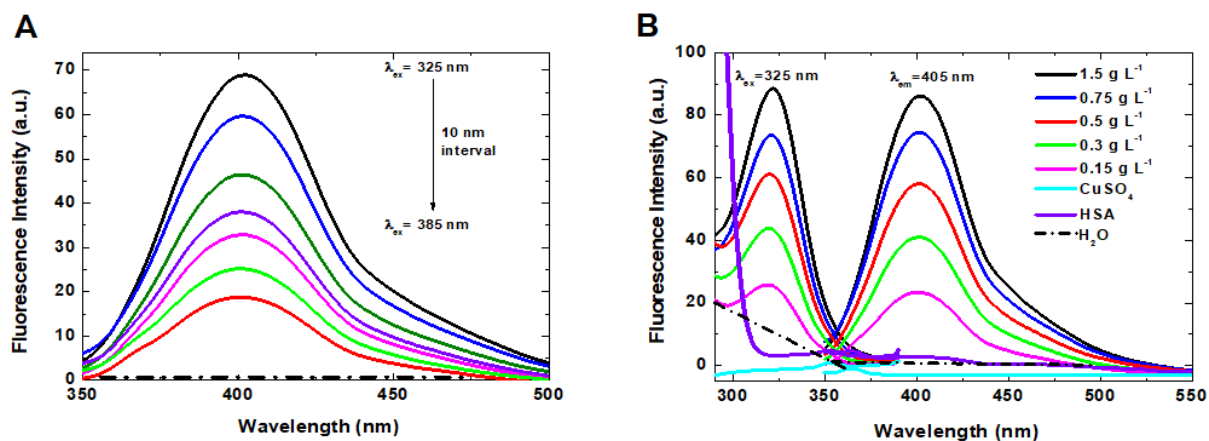 A
B
Fluorescence Intensity (a.u.)
70
60
50
40
30
20
10
0
350
400
450
500
Wavelength (nm)
λex= 325 nm
10 nm
interval
λex= 385 nm
Fluorescence Intensity (a.u.)
100
80
60
40
20
0
300
350
400
450
500
550
Wavelength (nm)
λex= 325 nm
λem= 405nm
1.5 g L⁻¹
0.75 g L⁻¹
0.5 g L⁻¹
0.3 g L⁻¹
0.15 g L⁻¹
CuSO₄
HSA
H₂O